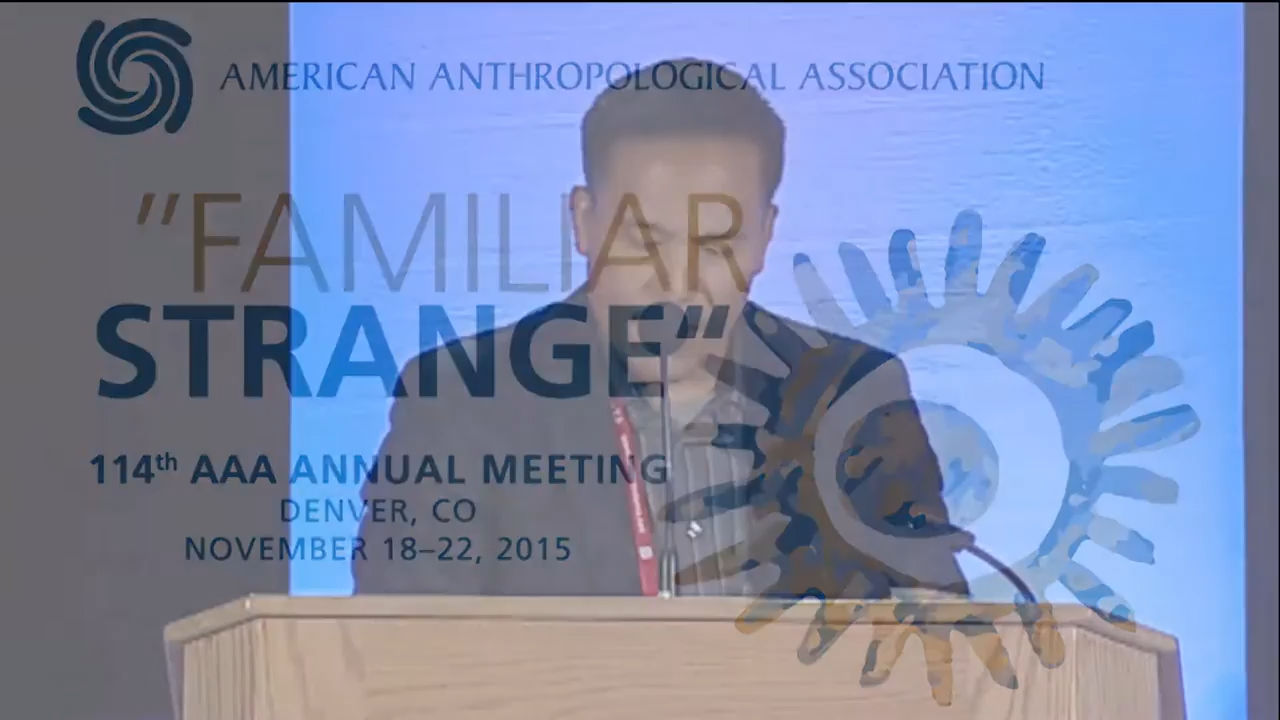 AMERICAN ANTHROPOLOGICAL ASSOCIATION
"FAMILIAR
STRANGE"
114th AAA ANNUAL MEETING
DENVER, CO
NOVEMBER 18–22, 2015